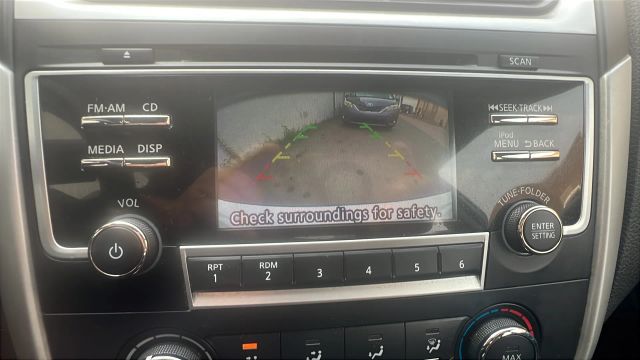 SCAN
FM·AM CD
MEDIA DISP
VOL
Check surroundings for safety.
SEEK·TRACK
iPod
MENU BACK
TUNE·FOLDER
ENTER
SETTING
RPT
1
RDM
2
3
4
5
6
MAX